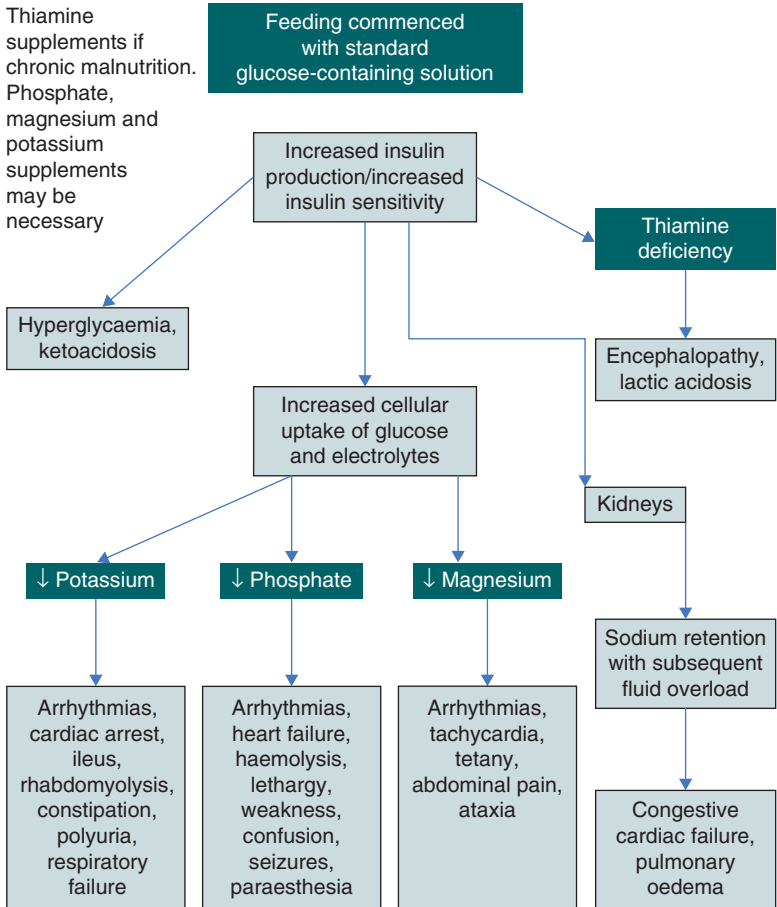 Thiamine
supplements if
chronic malnutrition.
Phosphate,
magnesium and
potassium
supplements
may be
necessary
Feeding commenced
with standard
glucose-containing solution
Increased insulin
production/increased
insulin sensitivity
Thiamine
deficiency
Hyperglycaemia,
ketoacidosis
Encephalopathy,
lactic acidosis
Increased cellular
uptake of glucose
and electrolytes
Kidneys
↓ Potassium
↓ Phosphate
↓ Magnesium
Sodium retention
with subsequent
fluid overload
Arrhythmias,
cardiac arrest,
ileus,
rhabdomyolysis,
constipation,
polyuria,
respiratory
failure
Arrhythmias,
heart failure,
haemolysis,
lethargy,
weakness,
confusion,
seizures,
paraesthesia
Arrhythmias,
tachycardia,
tetany,
abdominal pain,
ataxia
Congestive
cardiac failure,
pulmonary
oedema